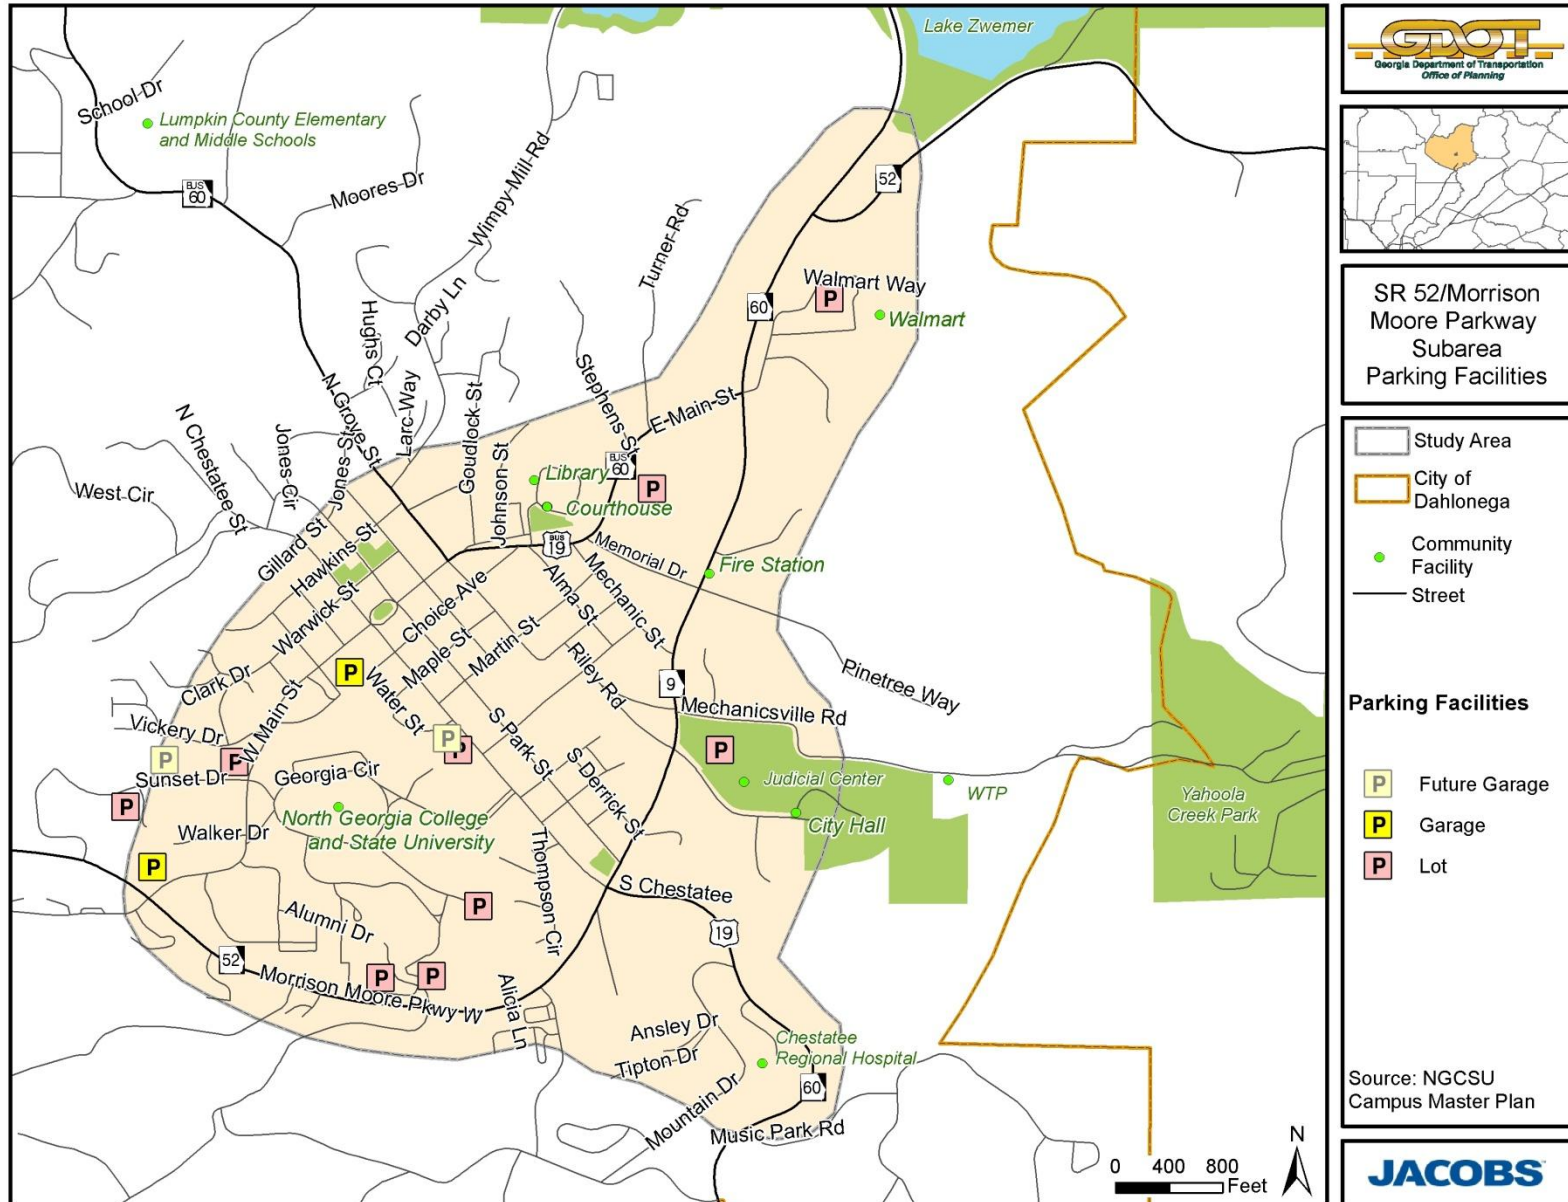 Lake Zwemer
School Dr
Lumpkin County Elementary
and Middle Schools
BUS
60
Moores Dr
Wimpy Mill Rd
52
Turner Rd
Walmart Way
P
60
Walmart
Hughs Ct
Darby Ln
N Grove St
Larc Way
Goudlock St
Stephens St
E Main St
N Chestatee St
Jones Cir
Jones St
Johnson St
BUS
60
P
Library
Courthouse
West Cir
Gillard St
Hawkins St
BUS
19
Memorial Dr
Fire Station
Warwick St
Choice Ave
Alma St
Mechanic St
Maple St
Martin St
Clark Dr
P
Water St
Riley Rd
9
Pinetree Way
W Main St
Mechanicsville Rd
Vickery Dr
S Park St
P
P
P
P
P
Sunset Dr
Georgia Cir
S Derrick St
Judicial Center
WTP
Yahoola
Creek Park
P
North Georgia College
and State University
City Hall
Walker Dr
Thompson Cir
P
S Chestatee
P
Alumni Dr
19
52
P
P
Morrison Moore Pkwy W
Alicia Ln
Ansley Dr
Tipton Dr
Chestatee
Regional Hospital
60
Mountain Dr
Music Park Rd
N
0 400 800
Feet
GDOT
Georgia Department of Transportation
Office of Planning
SR 52/Morrison
Moore Parkway
Subarea
Parking Facilities
Study Area
City of
Dahlonega
Community
Facility
Street
Parking Facilities
P Future Garage
P Garage
P Lot
Source: NGCSU
Campus Master Plan
JACOBS